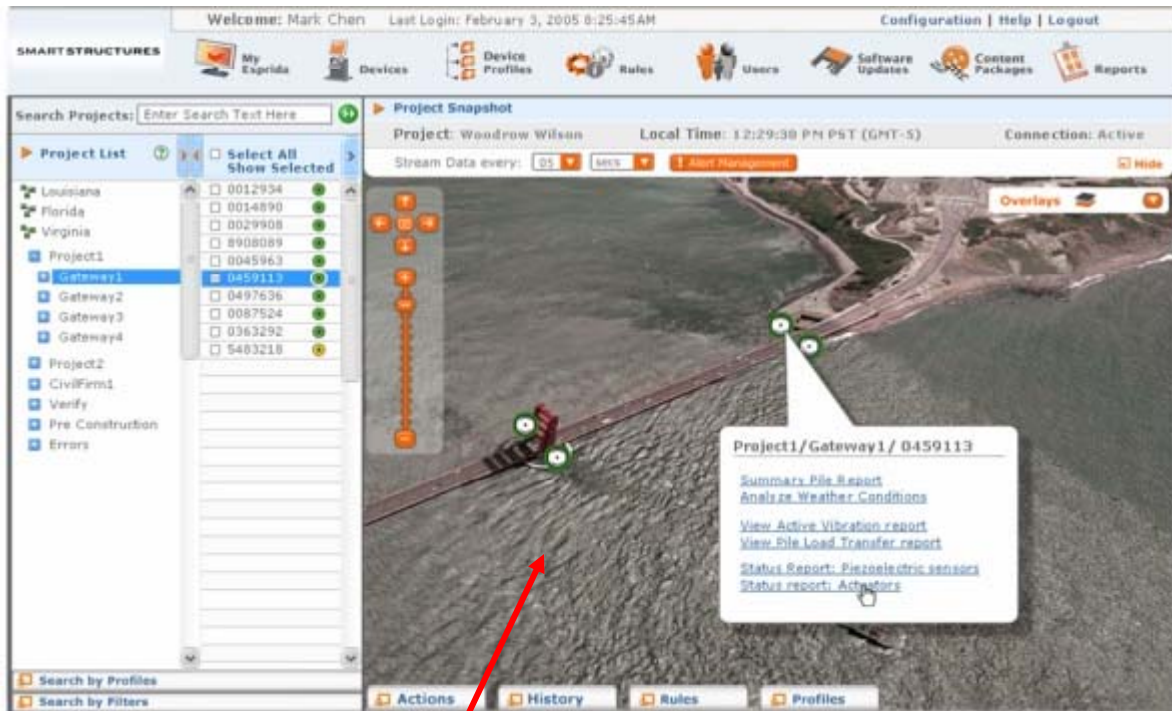 Welcome: Mark Chen Last Login: February 3, 2005 8:25:45AM Configuration | Help | Logout
SMARTSTRUCTURES
My Esprida
Devices
Device Profiles
Rules
Users
Software Updates
Content Packages
Reports
Search Projects: Enter Search Text Here
Project List ?
Select All
Show Selected
Louisiana
Florida
Virginia
Project1
Gateway1
Gateway2
Gateway3
Gateway4
Project2
CivilFirm1
Verify
Pre Construction
Errors
0012934
0014890
0029908
8908089
0045963
0459113
0497636
0087524
0363292
5483218
Search by Profiles
Search by Filters
Project Snapshot
Project: Woodrow Wilson Local Time: 12:29:30 PM PST (GMT-5) Connection: Active
Stream Data every: 05 secs ! Alert Management Hide
Overlays
Project1/Gateway1/ 0459113
Summary Pile Report
Analyze Weather Conditions
View Active Vibration report
View Pile Load Transfer report
Status Report: Piezoelectric sensors
Status report: Actuators
Actions
History
Rules
Profiles